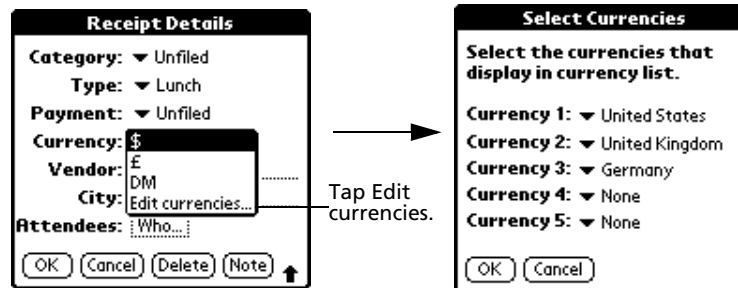 Receipt Details
Category: Unfiled
Type: Lunch
Payment: Unfiled
Currency: $
£
Vendor:
DM
City:
Edit currencies...
Attendees: Who...
OK Cancel Delete Note
Tap Edit
currencies.
Select Currencies
Select the currencies that
display in currency list.
Currency 1: United States
Currency 2: United Kingdom
Currency 3: Germany
Currency 4: None
Currency 5: None
OK Cancel